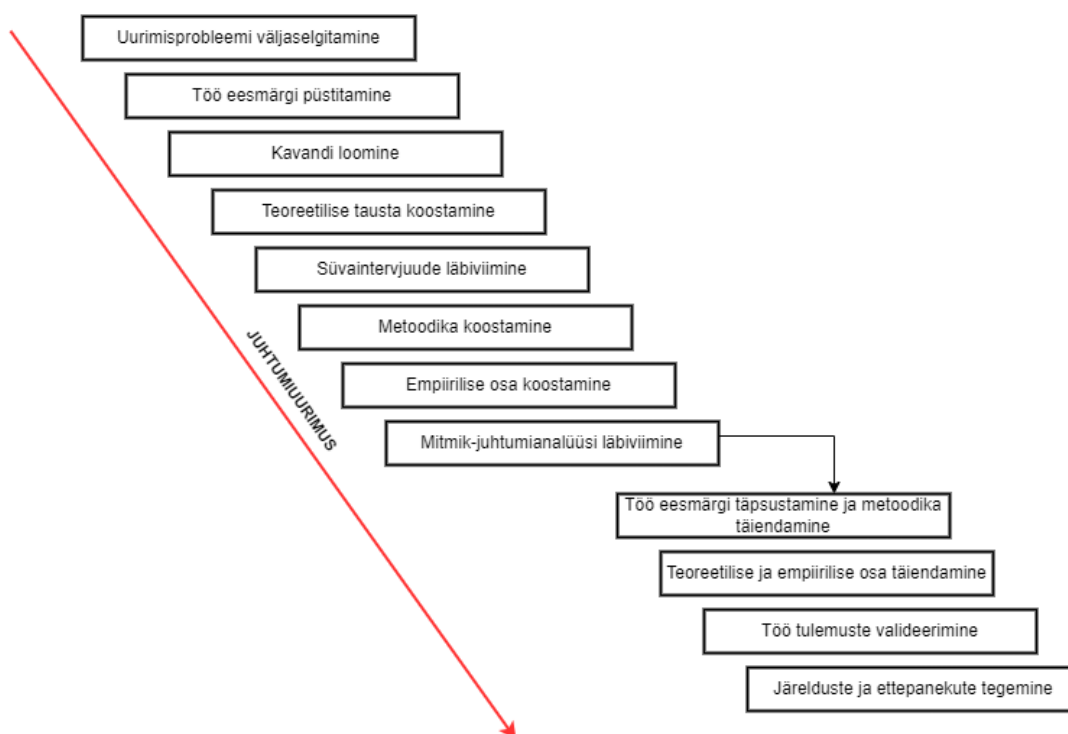 Uurimisprobleemi väljaselgitamine
Töö eesmärgi püstitamine
Kavandi loomine
Teoreetilise tausta koostamine
Süvaintervjuude läbiviimine
Metoodika koostamine
Empiirilise osa koostamine
Mitmik-juhtumianalüüsi läbiviimine
JUHTUMIUURIMUS
Töö eesmärgi täpsustamine ja metoodika
täiendamine
Teoreetilise ja empiirilise osa täiendamine
Töö tulemuste valideerimine
Järelduste ja ettepanekute tegemine